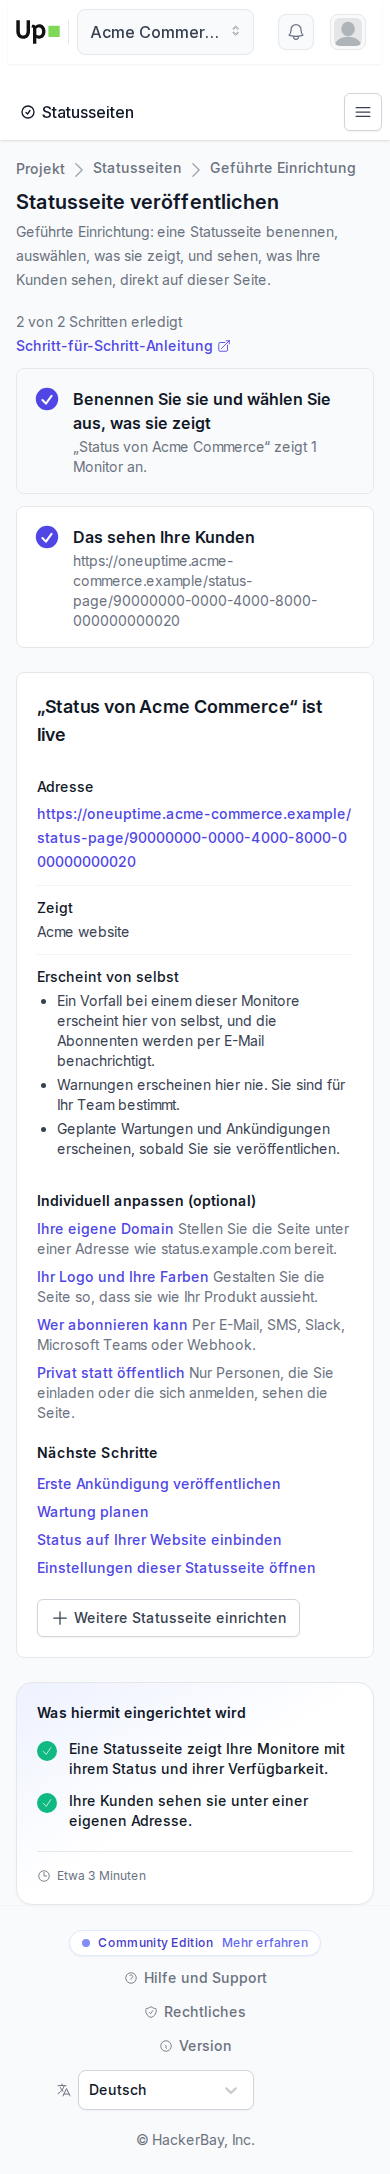 Up
Acme Commer...
Statusseiten
Projekt > Statusseiten > Geführte Einrichtung
Statusseite veröffentlichen
Geführte Einrichtung: eine Statusseite benennen,
auswählen, was sie zeigt, und sehen, was Ihre
Kunden sehen, direkt auf dieser Seite.
2 von 2 Schritten erledigt
Schritt-für-Schritt-Anleitung
Benennen Sie sie und wählen Sie
aus, was sie zeigt
„Status von Acme Commerce“ zeigt 1
Monitor an.
Das sehen Ihre Kunden
https://oneuptime.acme-
commerce.example/status-
page/90000000-0000-4000-8000-
000000000020
„Status von Acme Commerce“ ist
live
Adresse
https://oneuptime.acme-commerce.example/
status-page/90000000-0000-4000-8000-0
00000000020
Zeigt
Acme website
Erscheint von selbst
• Ein Vorfall bei einem dieser Monitore
erscheint hier von selbst, und die
Abonnenten werden per E-Mail
benachrichtigt.
• Warnungen erscheinen hier nie. Sie sind für
Ihr Team bestimmt.
• Geplante Wartungen und Ankündigungen
erscheinen, sobald Sie sie veröffentlichen.
Individuell anpassen (optional)
Ihre eigene Domain Stellen Sie die Seite unter
einer Adresse wie status.example.com bereit.
Ihr Logo und Ihre Farben Gestalten Sie die
Seite so, dass sie wie Ihr Produkt aussieht.
Wer abonnieren kann Per E-Mail, SMS, Slack,
Microsoft Teams oder Webhook.
Privat statt öffentlich Nur Personen, die Sie
einladen oder die sich anmelden, sehen die
Seite.
Nächste Schritte
Erste Ankündigung veröffentlichen
Wartung planen
Status auf Ihrer Website einbinden
Einstellungen dieser Statusseite öffnen
Weitere Statusseite einrichten
Was hiermit eingerichtet wird
Eine Statusseite zeigt Ihre Monitore mit
ihrem Status und ihrer Verfügbarkeit.
Ihre Kunden sehen sie unter einer
eigenen Adresse.
Etwa 3 Minuten
Community Edition Mehr erfahren
Hilfe und Support
Rechtliches
Version
Deutsch
© HackerBay, Inc.